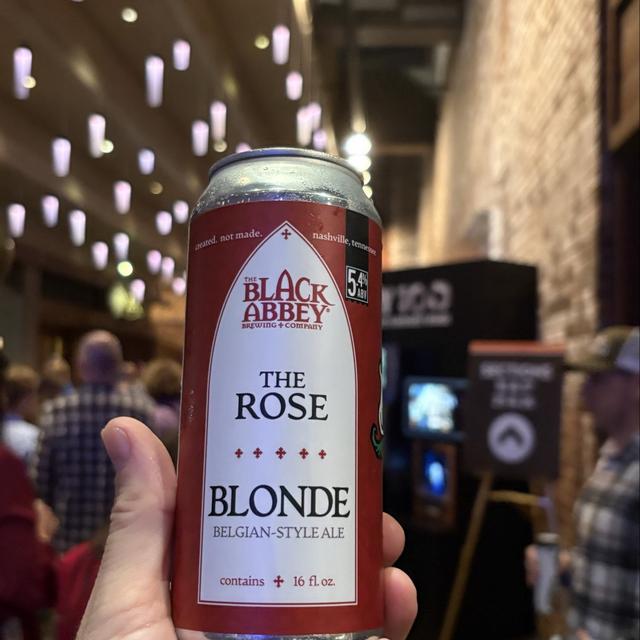 created. not made.
nashville, tennessee
5.4%
ABV
THE
BLACK
ABBEY
BREWING + COMPANY
THE
ROSE
BLONDE
BELGIAN-STYLE ALE
contains + 16 fl. oz.
SECTIONS